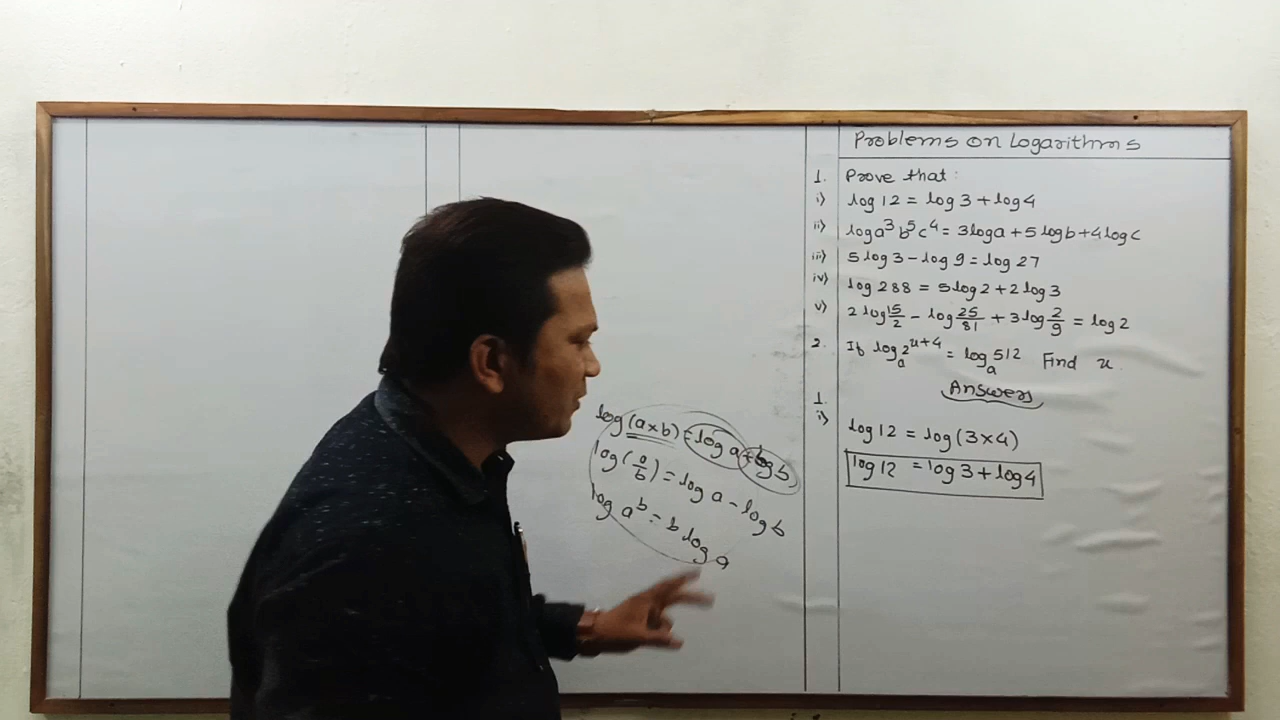 Problems on Logarithms
1. Prove that:
i) log 12 = log 3 + log 4
ii) log a³ b⁵ c⁴ = 3 log a + 5 log b + 4 log c
iii) 5 log 3 - log 9 = log 27
iv) log 288 = 5 log 2 + 2 log 3
v) 2 log 15/2 - log 25/81 + 3 log 2/9 = log 2
2. If logₐ 2^(x+4) = logₐ 512 Find x.
Answers
1.
i) log 12 = log (3 × 4)
log 12 = log 3 + log 4
log (a × b) = log a + log b
log (a/b) = log a - log b
log a^b = b log a